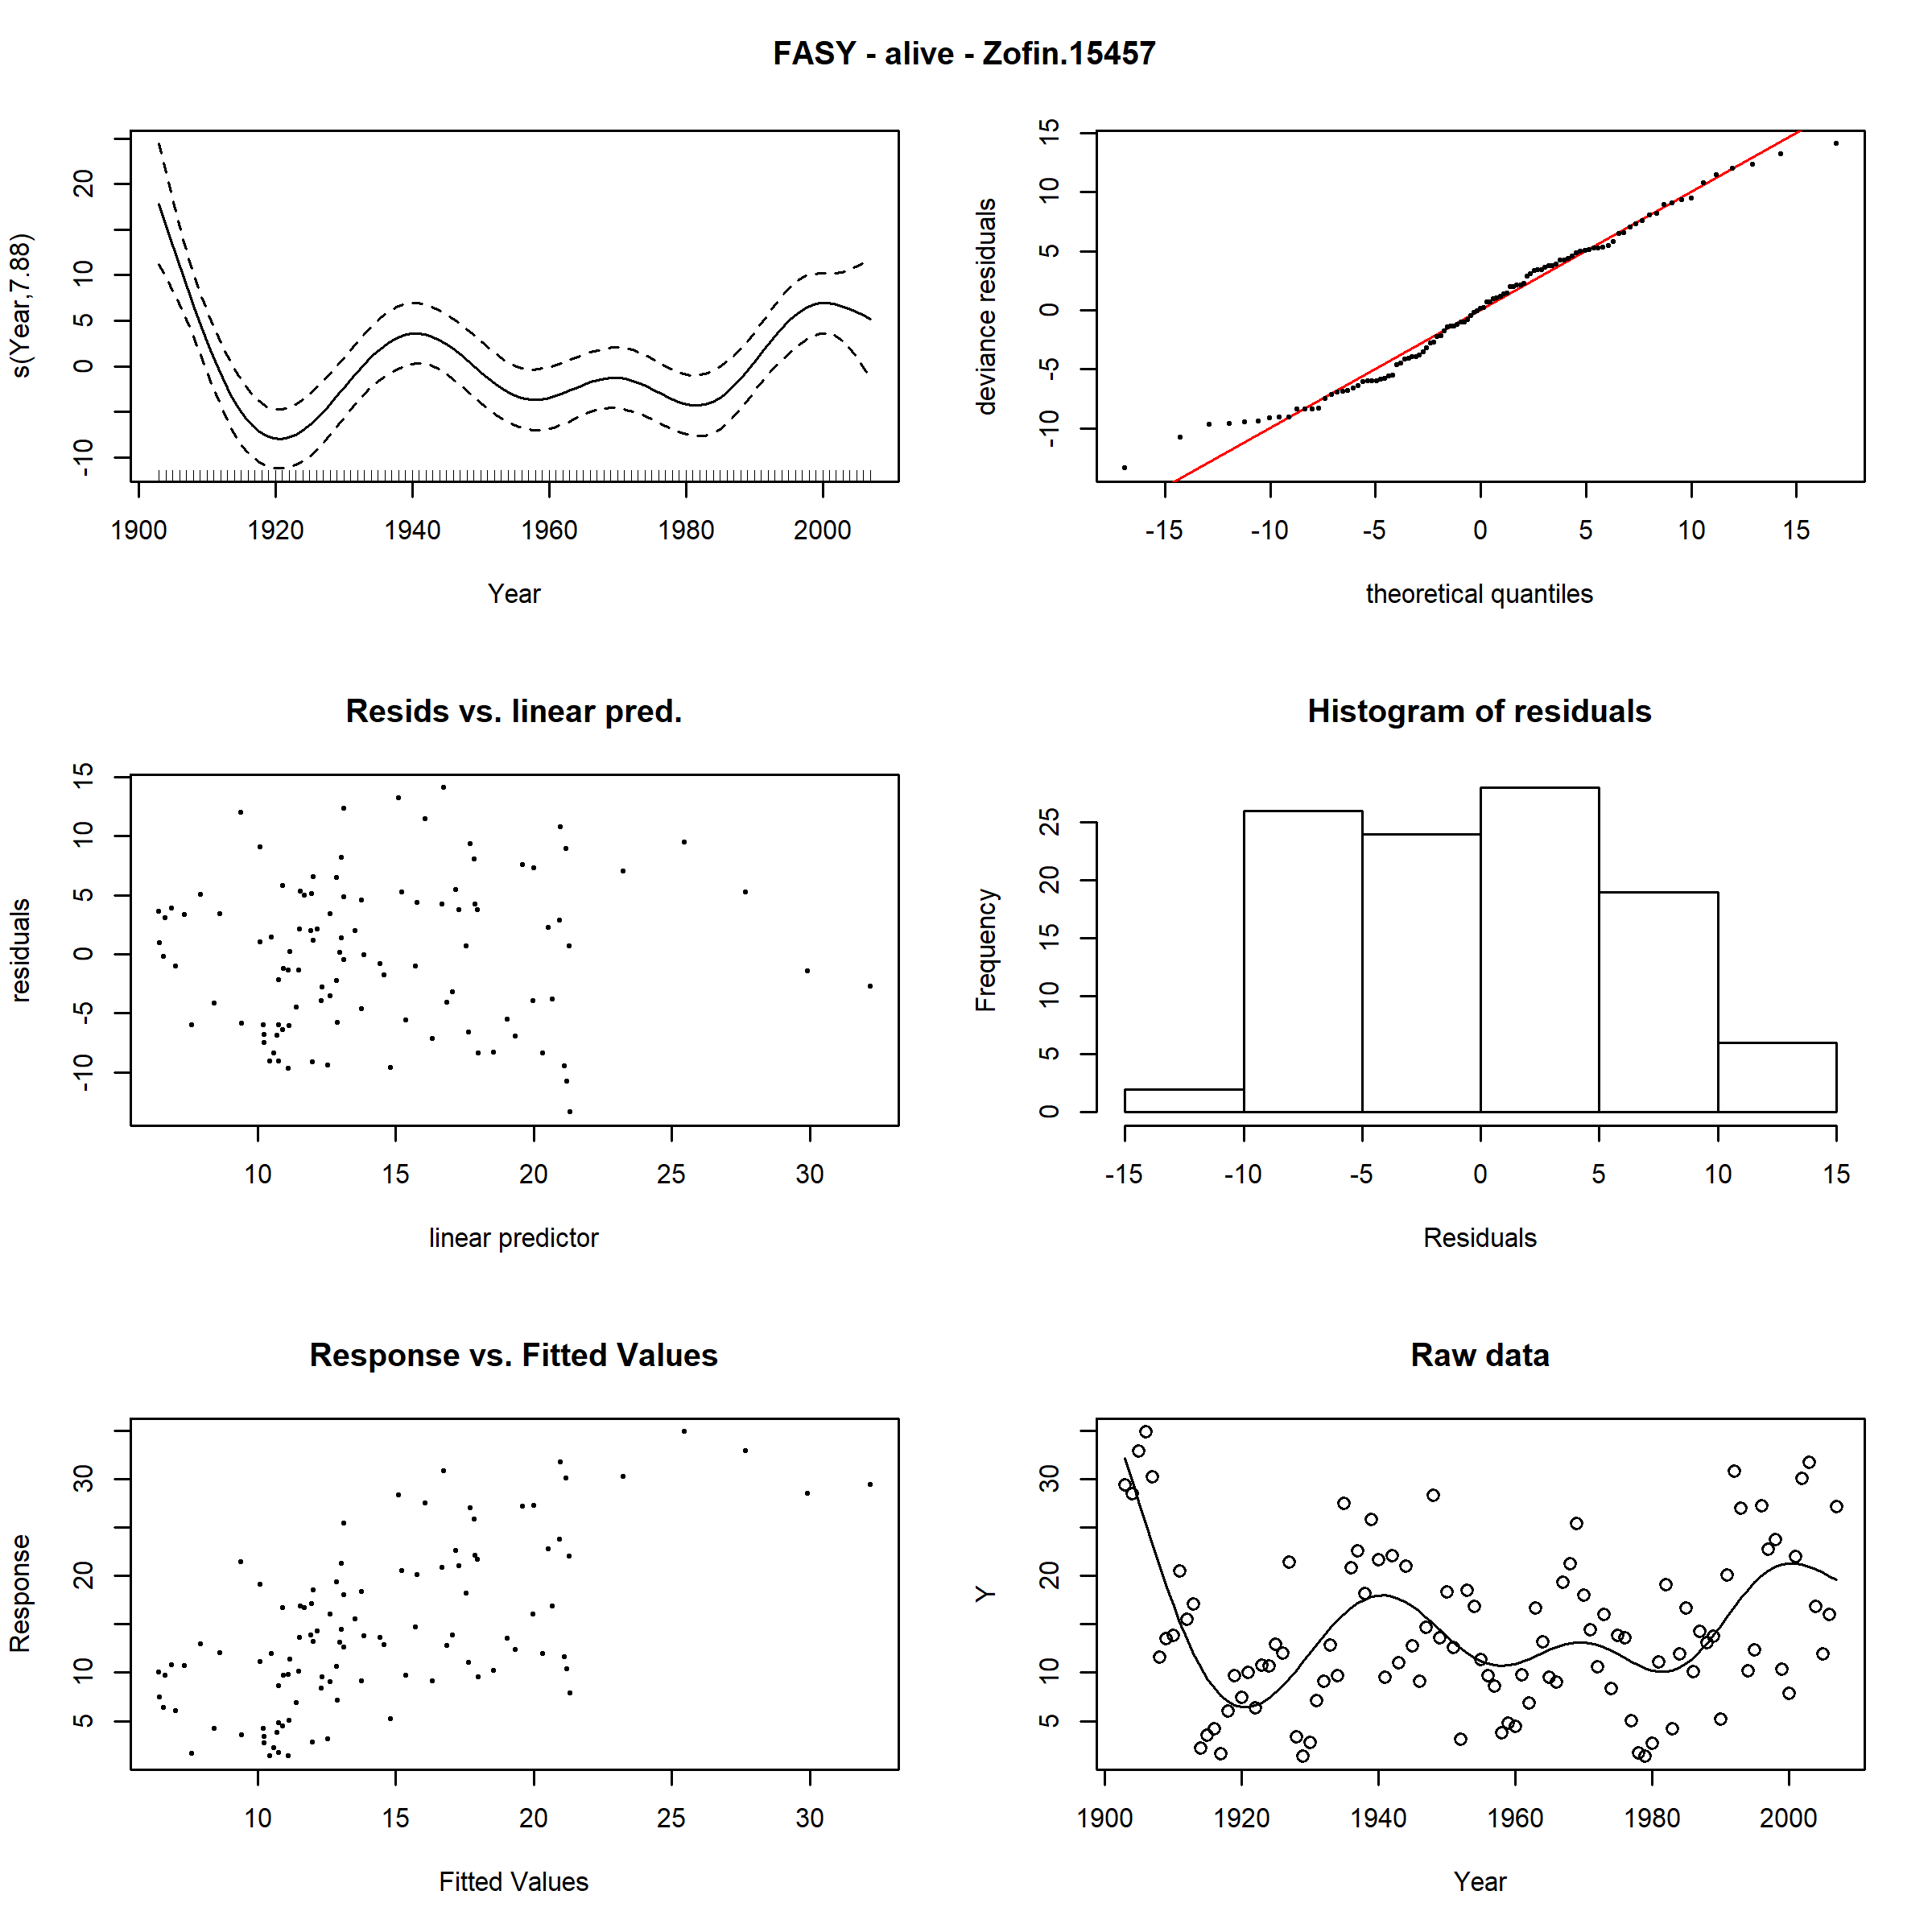 FASY - alive - Zofin.15457
s(Year,7.88)
-10 0 5 10 20
1900 1920 1940 1960 1980 2000
Year
deviance residuals
-10 -5 0 5 10 15
-15 -10 -5 0 5 10 15
theoretical quantiles
Resids vs. linear pred.
residuals
-10 -5 0 5 10 15
10 15 20 25 30
linear predictor
Histogram of residuals
Frequency
0 5 10 15 20 25
-15 -10 -5 0 5 10 15
Residuals
Response vs. Fitted Values
Response
5 10 20 30
10 15 20 25 30
Fitted Values
Raw data
Y
5 10 20 30
1900 1920 1940 1960 1980 2000
Year